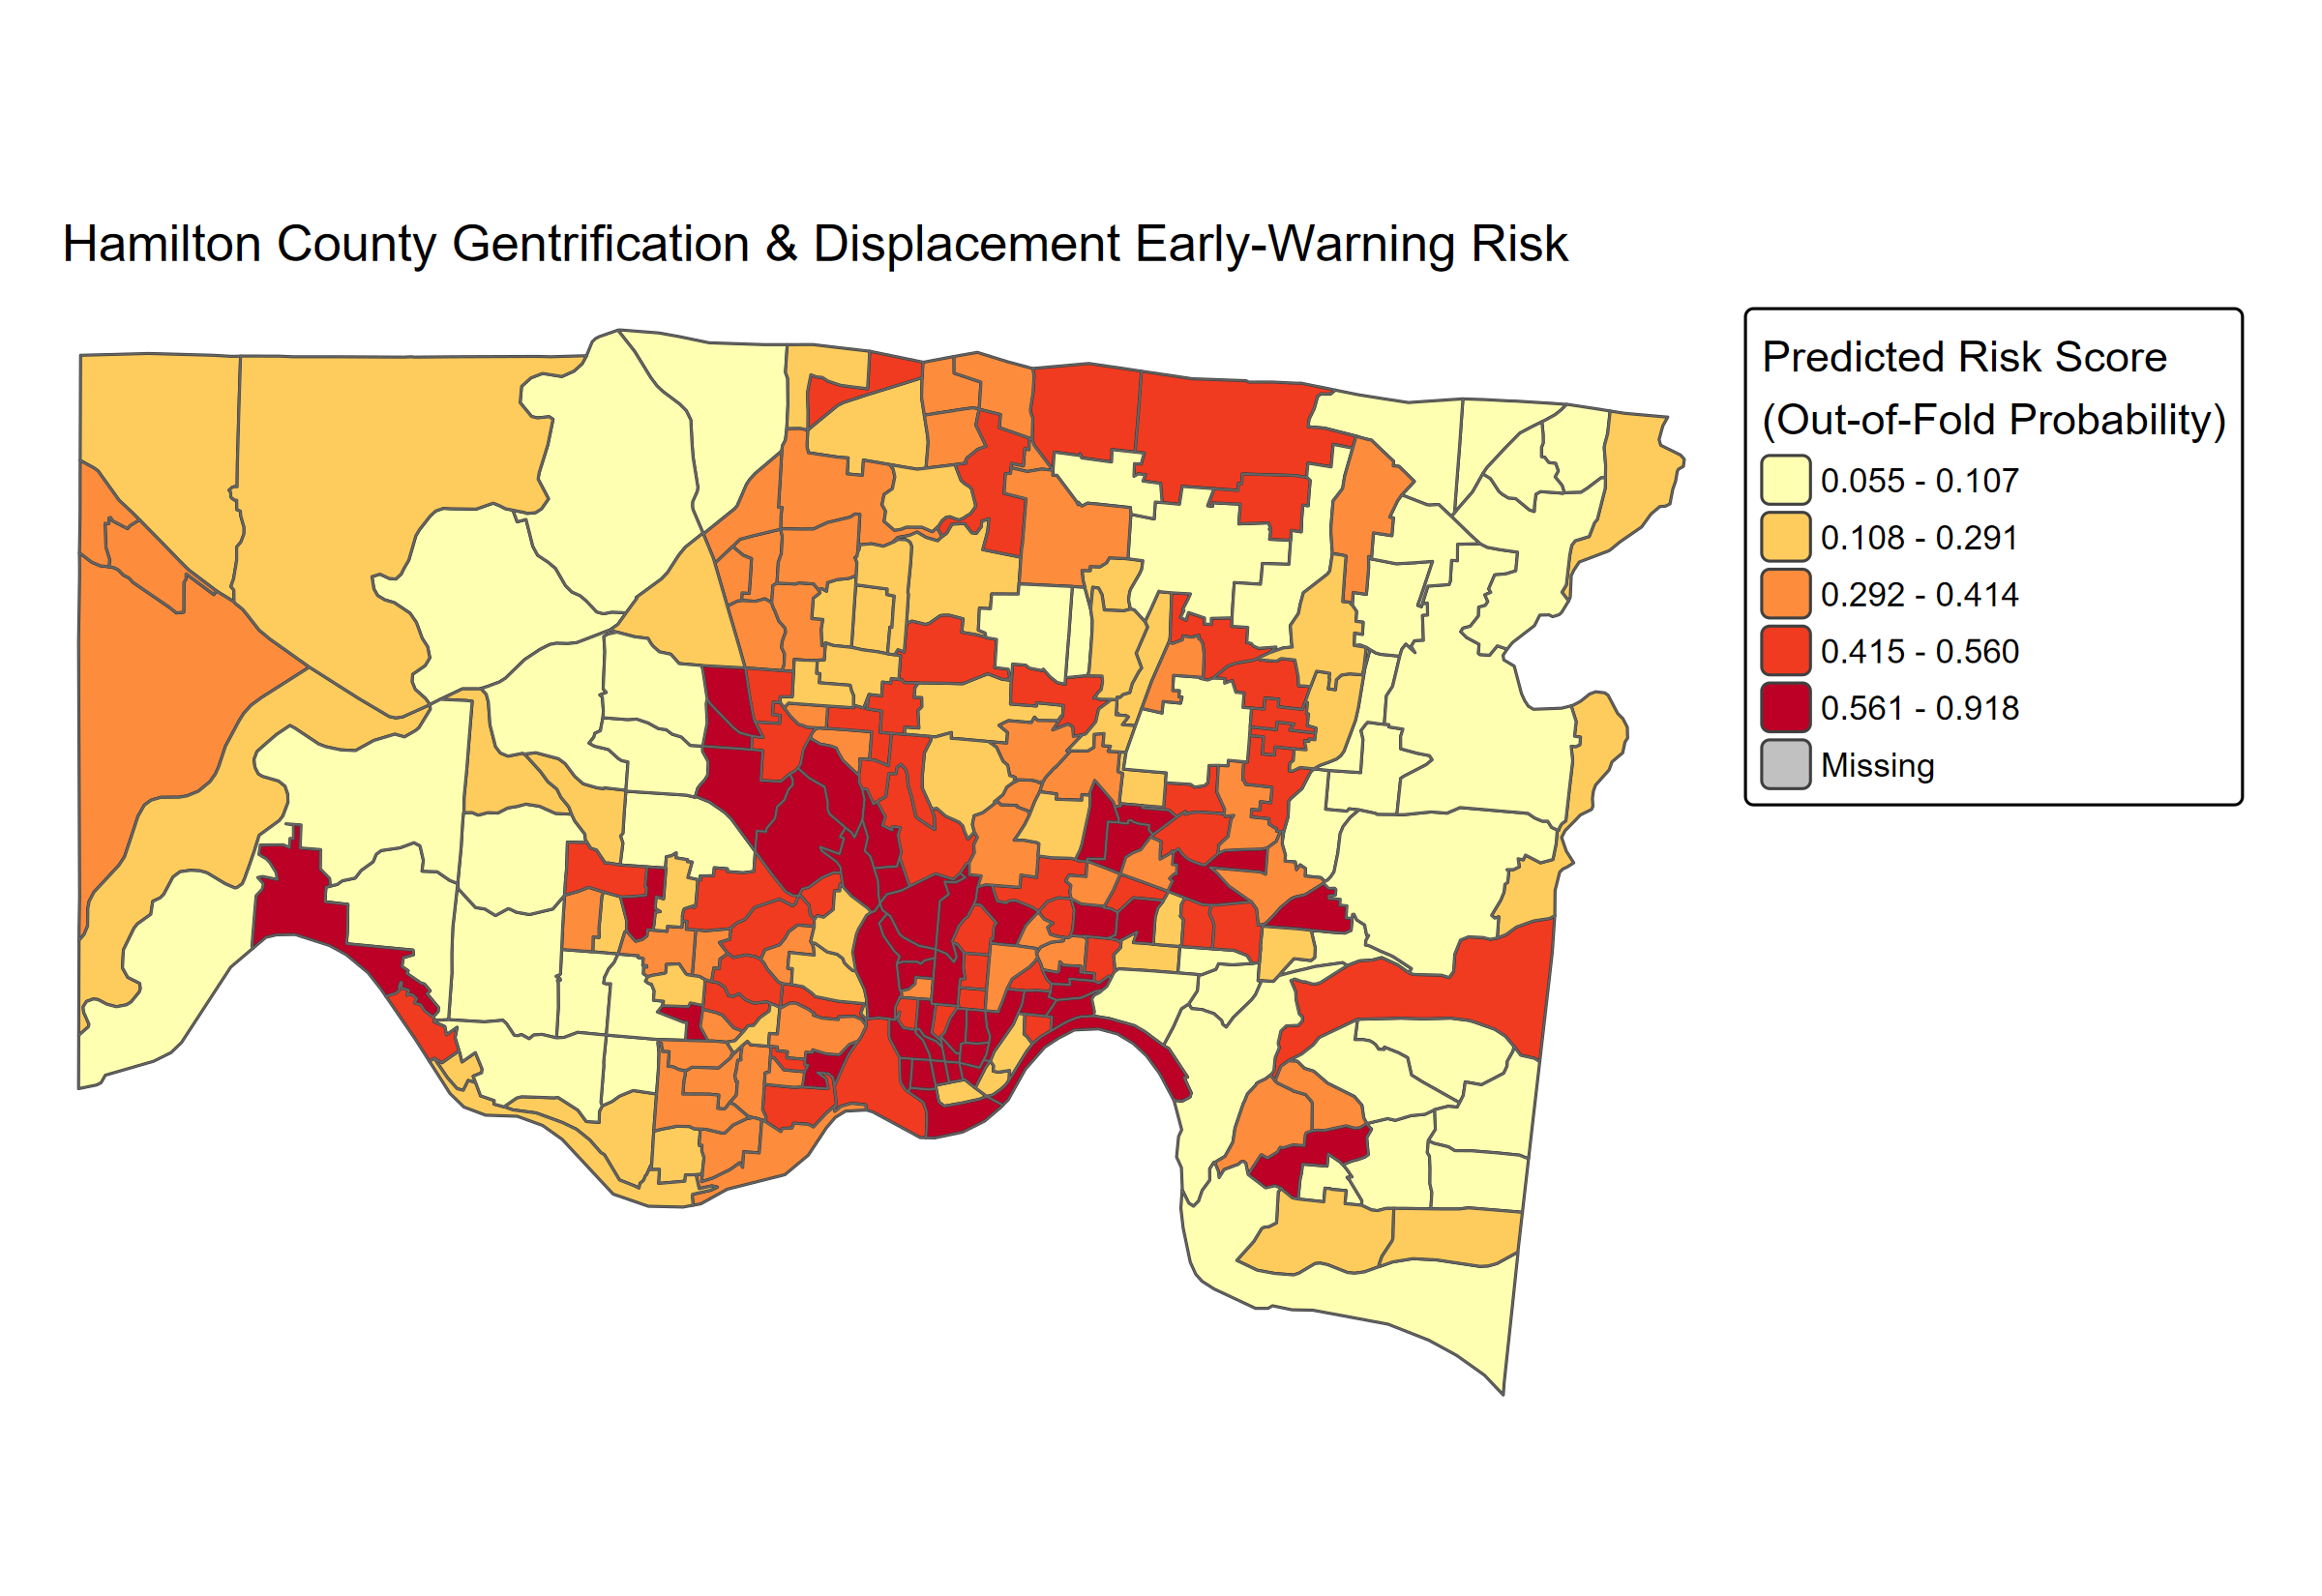 Hamilton County Gentrification & Displacement Early-Warning Risk
Predicted Risk Score
(Out-of-Fold Probability)
0.055 - 0.107
0.108 - 0.291
0.292 - 0.414
0.415 - 0.560
0.561 - 0.918
Missing